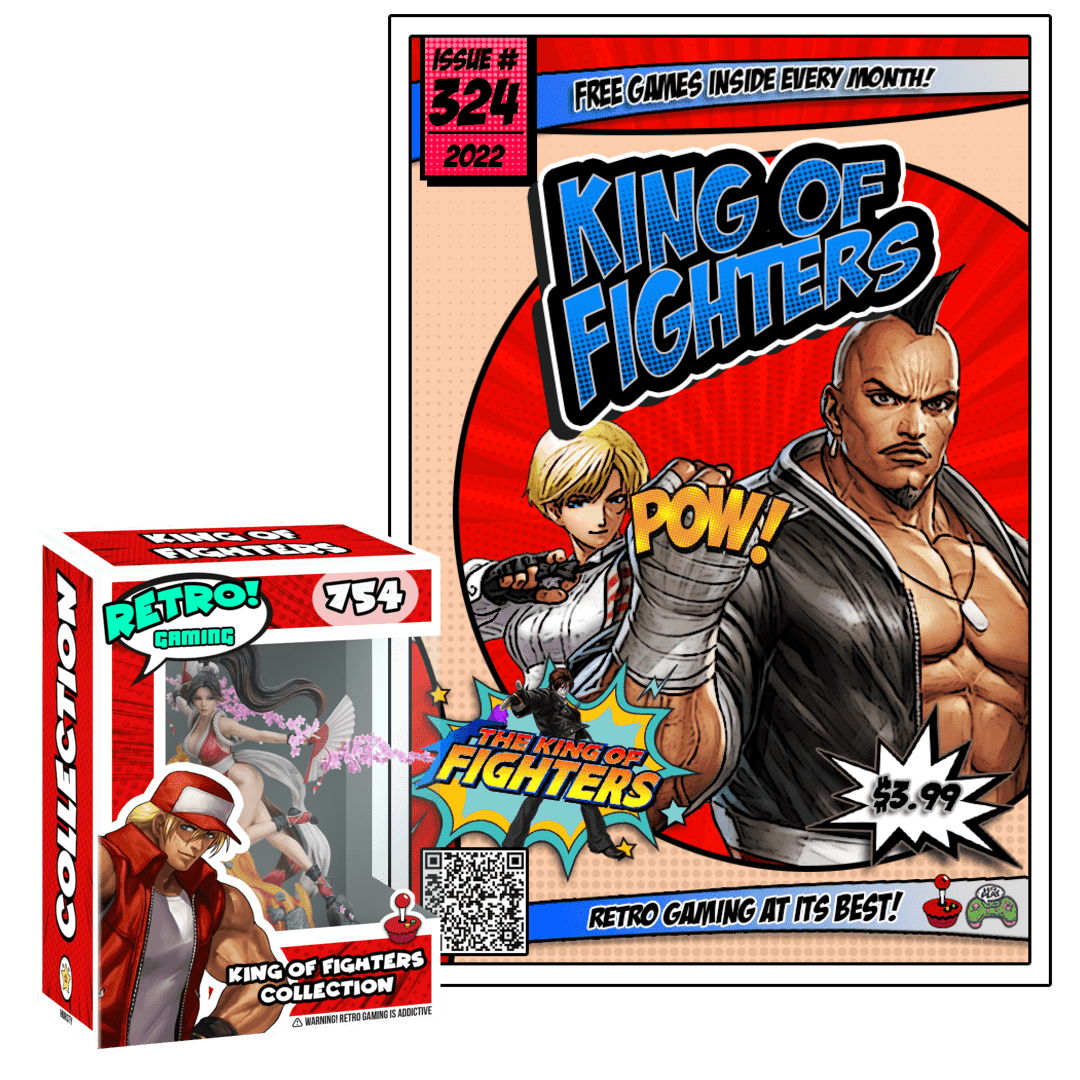 ISSUE #
324
2022
FREE GAMES INSIDE EVERY MONTH!
KING OF
FIGHTERS
POW!
THE KING OF
FIGHTERS
$3.99
RETRO GAMING AT ITS BEST!
KING OF
FIGHTERS
RETRO!
GAMING
754
COLLECTION
KING OF FIGHTERS
COLLECTION
WARNING! RETRO GAMING IS ADDICTIVE